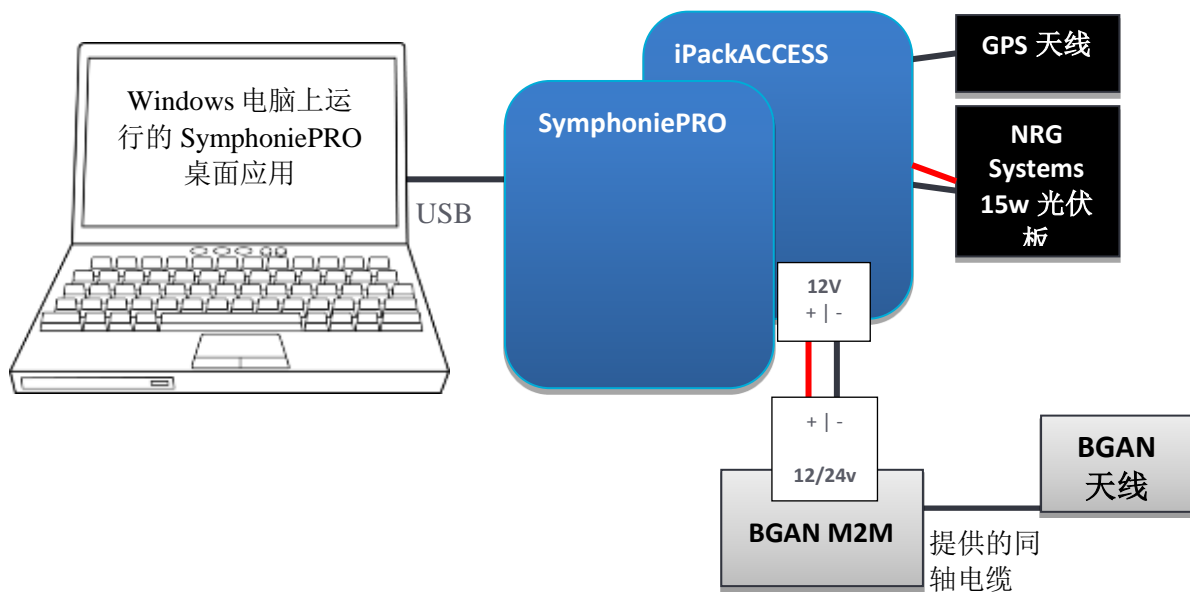 Windows 电脑上运
行的 SymphoniePRO
桌面应用
USB
SymphoniePRO
iPackACCESS
GPS 天线
NRG
Systems
15w 光伏
板
12V
+ | -
+ | -
12/24v
BGAN M2M
BGAN
天线
提供的同
轴电缆